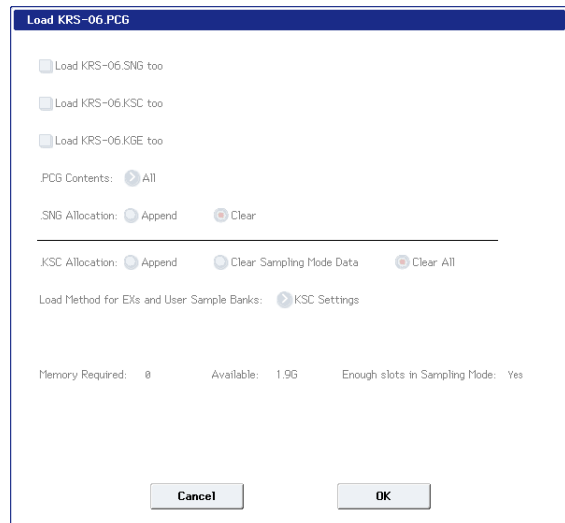 Load KRS-06.PCG
Load KRS-06.SNG too
Load KRS-06.KSC too
Load KRS-06.KGE too
.PCG Contents: All
.SNG Allocation: Append Clear
.KSC Allocation: Append Clear Sampling Mode Data Clear All
Load Method for EXs and User Sample Banks: KSC Settings
Memory Required: 0 Available: 1.9G Enough slots in Sampling Mode: Yes
Cancel OK